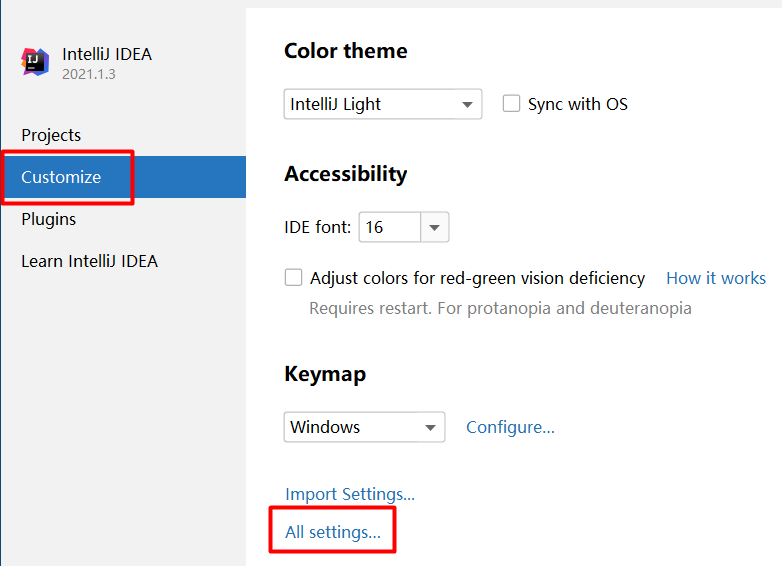 IntelliJ IDEA
2021.1.3
Projects
Customize
Plugins
Learn IntelliJ IDEA
Color theme
IntelliJ Light
Sync with OS
Accessibility
IDE font: 16
Adjust colors for red-green vision deficiency How it works
Requires restart. For protanopia and deuteranopia
Keymap
Windows
Configure...
Import Settings...
All settings...